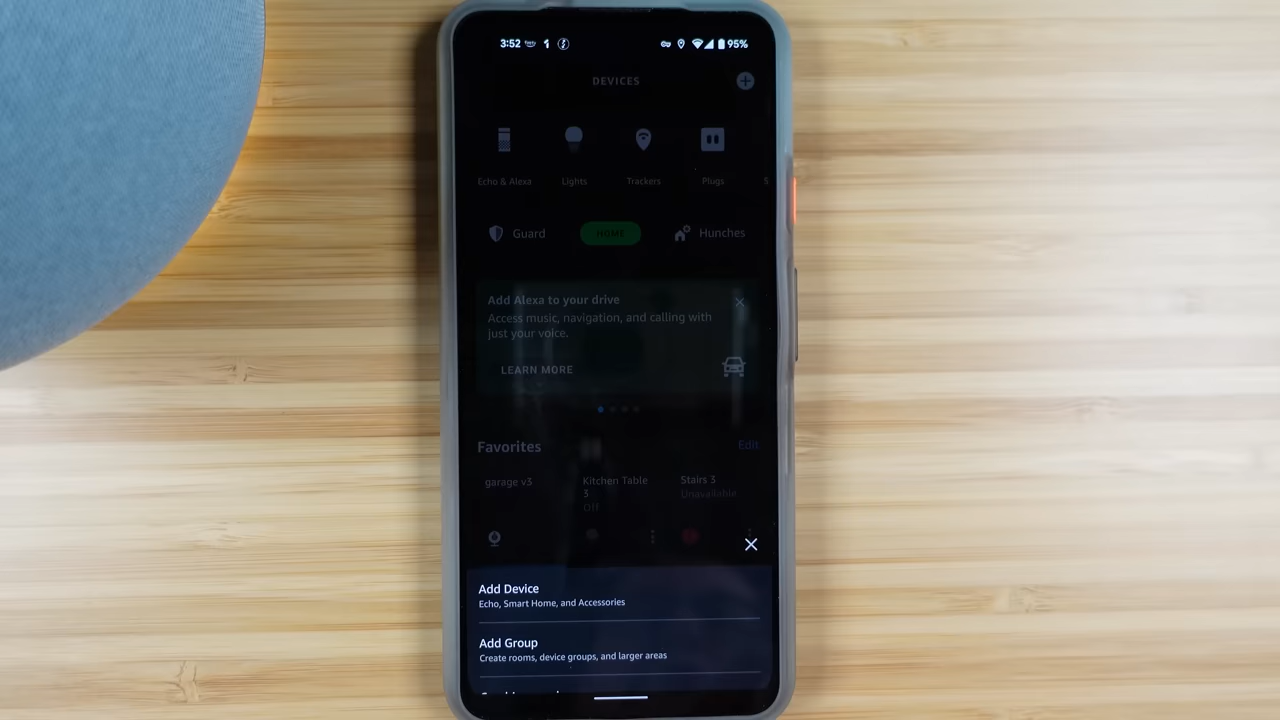 3:52 95%
DEVICES
Echo & Alexa Lights Trackers Plugs S
Guard HOME Hunches
Add Alexa to your drive
Access music, navigation, and calling with
just your voice.
LEARN MORE
Favorites Edit
garage v3 Kitchen Table Stairs 3
3 Unavailable
Off
Add Device
Echo, Smart Home, and Accessories
Add Group
Create rooms, device groups, and larger areas